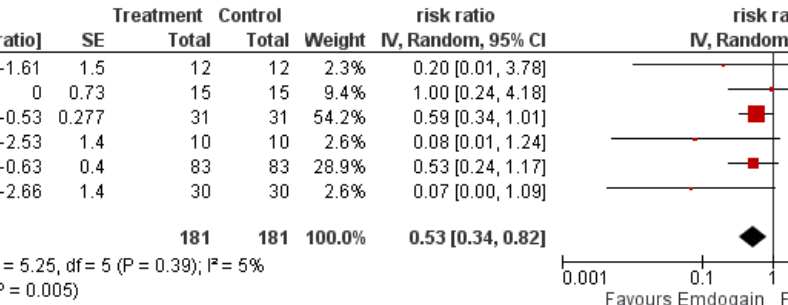 Treatment Control risk ratio risk ra
ratio] SE Total Total Weight IV, Random, 95% CI IV, Random
-1.61 1.5 12 12 2.3% 0.20 [0.01, 3.78]
0 0.73 15 15 9.4% 1.00 [0.24, 4.18]
-0.53 0.277 31 31 54.2% 0.59 [0.34, 1.01]
-2.53 1.4 10 10 2.6% 0.08 [0.01, 1.24]
-0.63 0.4 83 83 28.9% 0.53 [0.24, 1.17]
-2.66 1.4 30 30 2.6% 0.07 [0.00, 1.09]
181 181 100.0% 0.53 [0.34, 0.82]
= 5.25, df = 5 (P = 0.39); I² = 5%
P = 0.005)
0.001 0.1 1
Favours Emdogain F